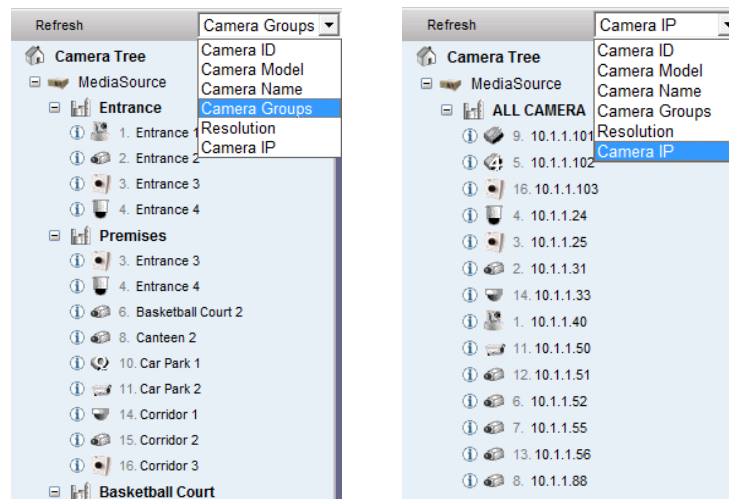 Refresh
Camera Groups
Camera ID
Camera Model
Camera Name
Camera Groups
Resolution
Camera IP
Camera Tree
MediaSource
Entrance
1. Entrance 1
2. Entrance 2
3. Entrance 3
4. Entrance 4
Premises
3. Entrance 3
4. Entrance 4
6. Basketball Court 2
8. Canteen 2
10. Car Park 1
11. Car Park 2
14. Corridor 1
15. Corridor 2
16. Corridor 3
Basketball Court
Refresh
Camera IP
Camera ID
Camera Model
Camera Name
Camera Groups
Resolution
Camera IP
Camera Tree
MediaSource
ALL CAMERA
9. 10.1.1.101
5. 10.1.1.102
16. 10.1.1.103
4. 10.1.1.24
3. 10.1.1.25
2. 10.1.1.31
14. 10.1.1.33
1. 10.1.1.40
11. 10.1.1.50
12. 10.1.1.51
6. 10.1.1.52
7. 10.1.1.55
13. 10.1.1.56
8. 10.1.1.88